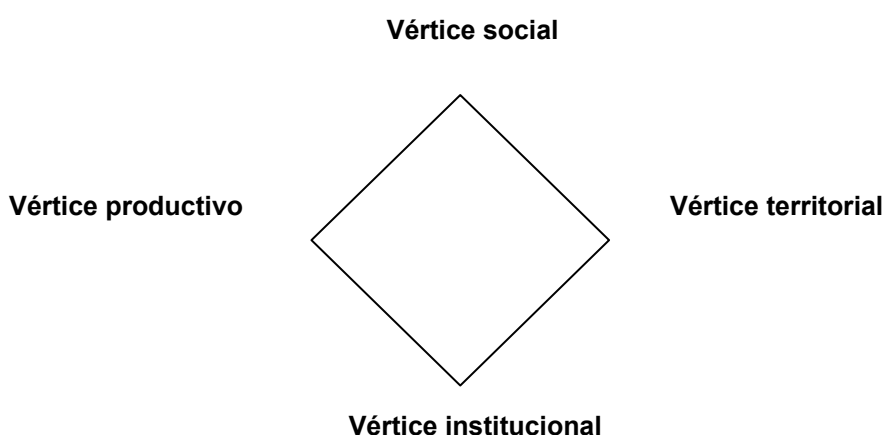 Vértice social
Vértice productivo
Vértice territorial
Vértice institucional